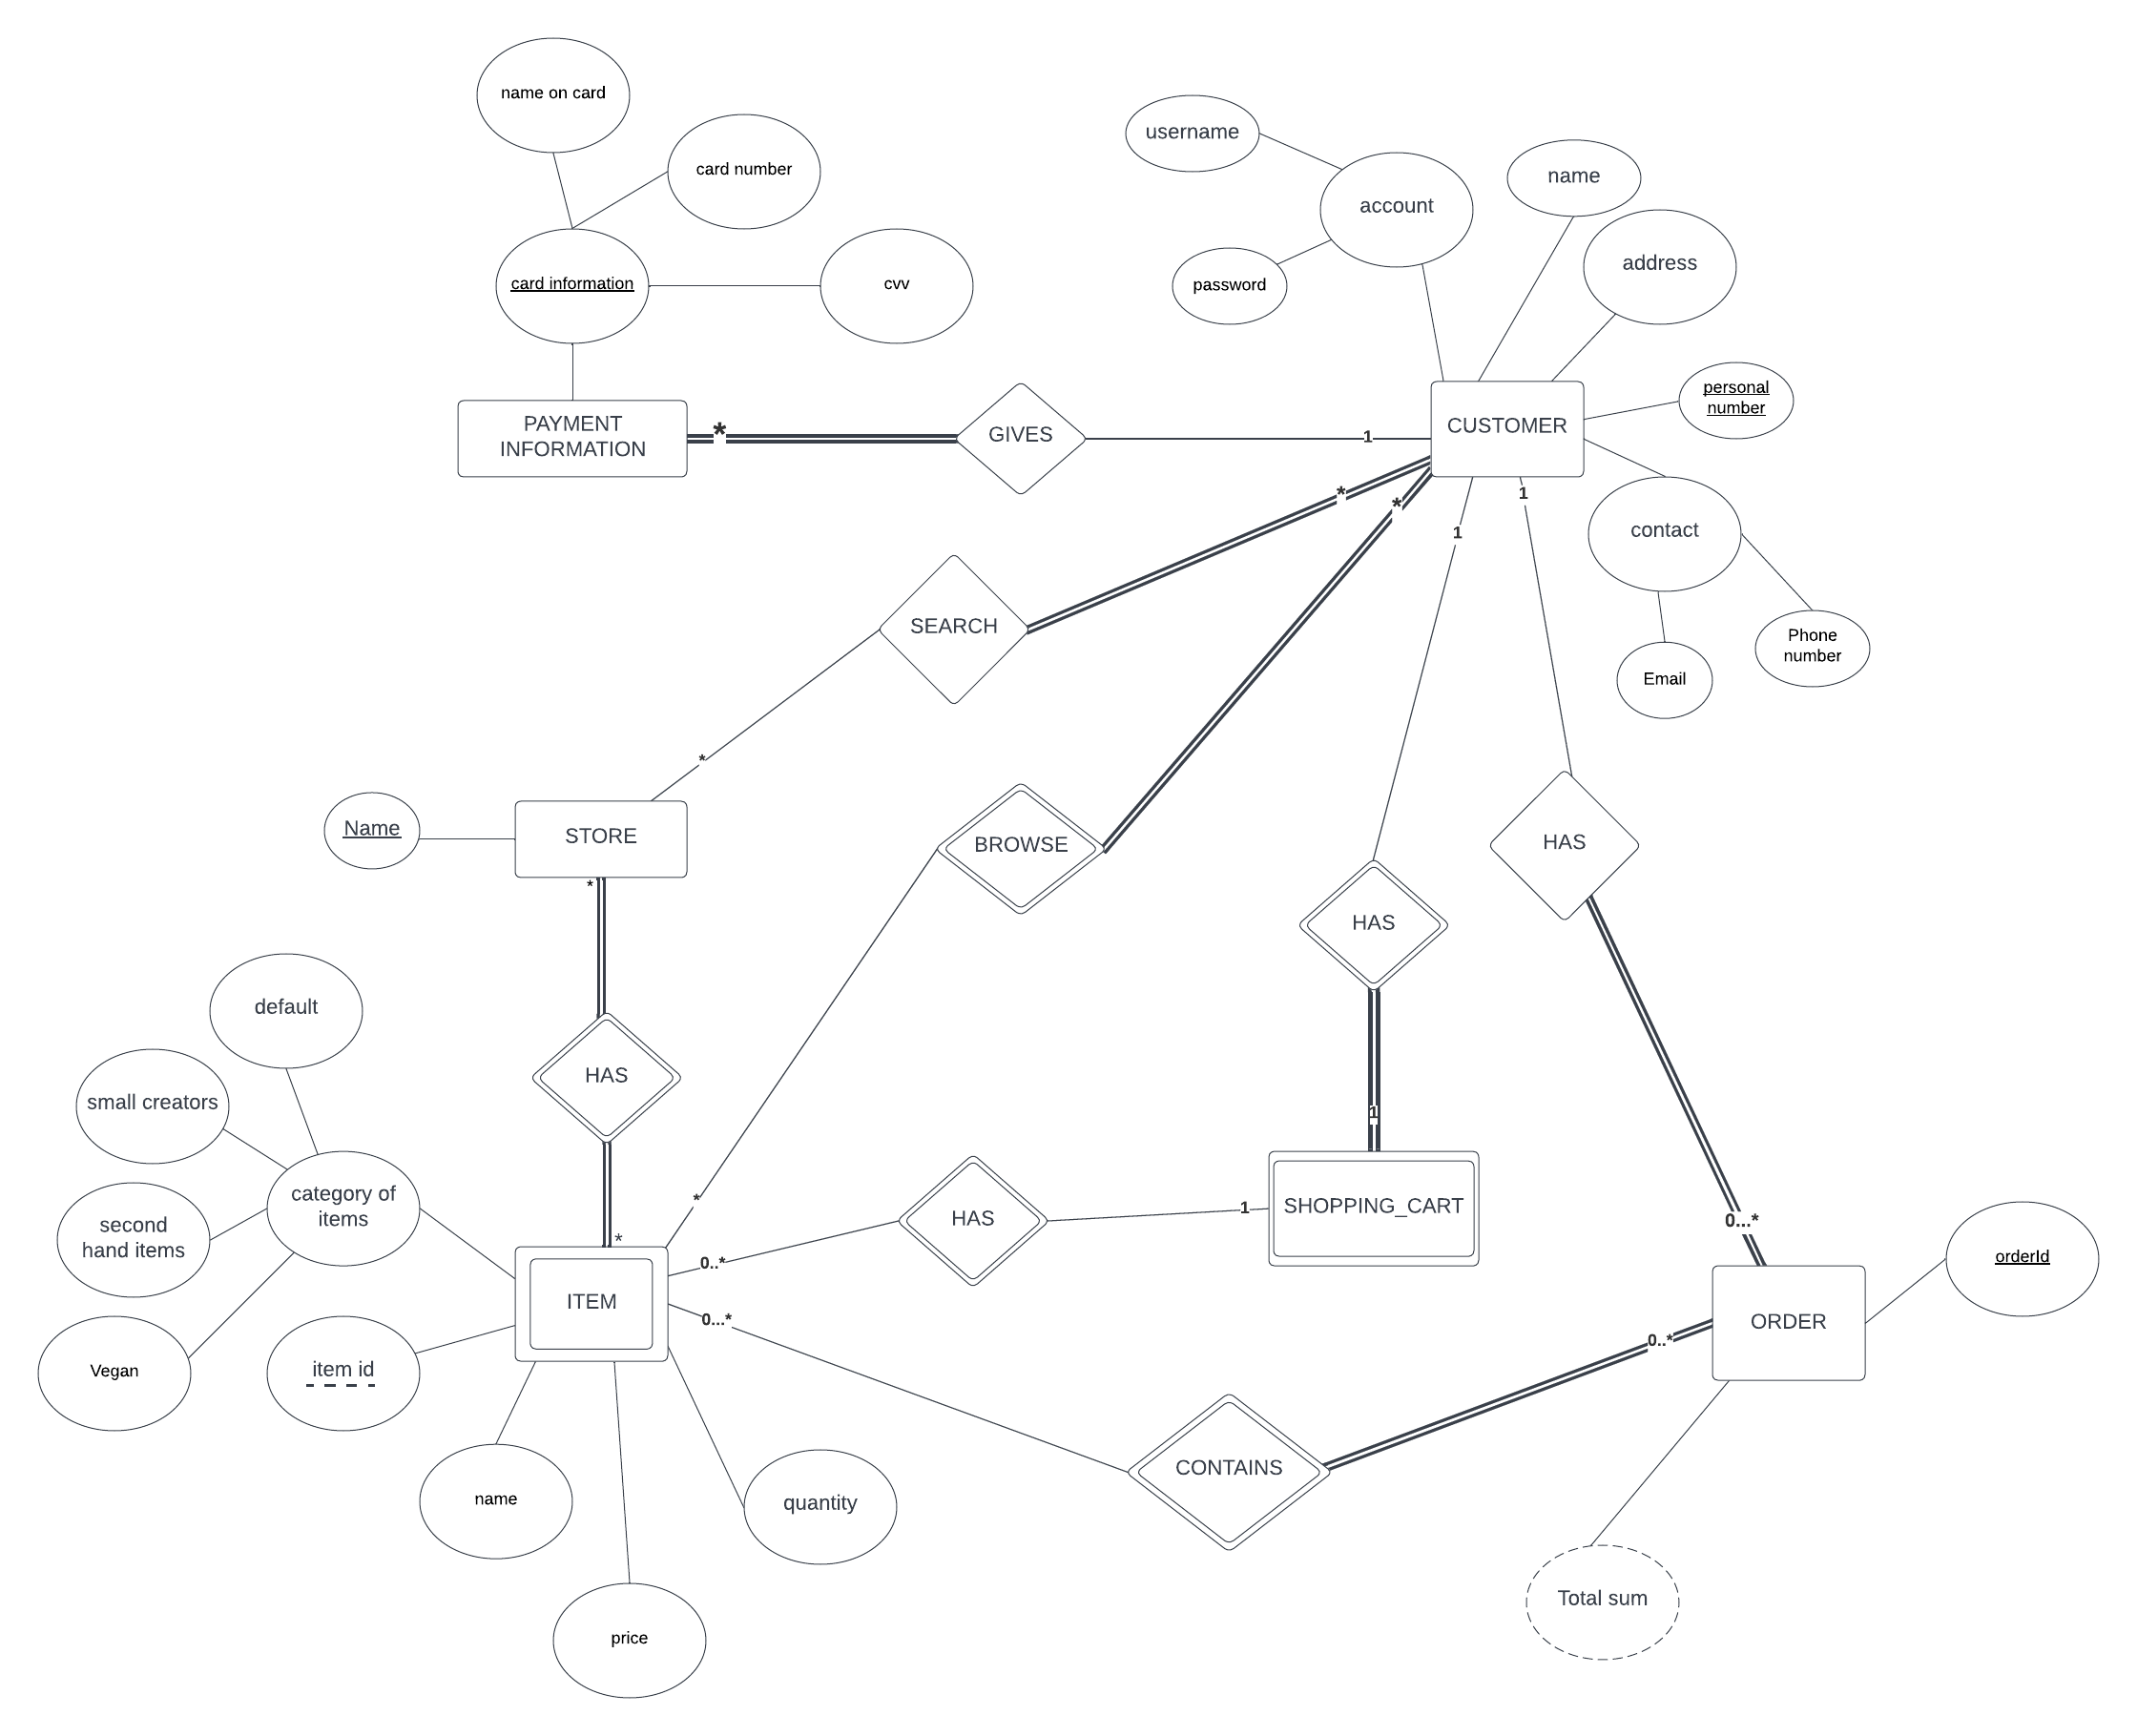 name on card
username
card number
name
account
address
card information
cvv
password
personal
number
PAYMENT
INFORMATION
*
GIVES
1
CUSTOMER
*
*
1
1
contact
SEARCH
Phone
number
Email
*
Name
STORE
BROWSE
HAS
*
HAS
default
HAS
small creators
1
category of
items
second
hand items
*
HAS
1
SHOPPING_CART
0...*
*
0..*
orderId
ITEM
0...*
ORDER
0..*
Vegan
item id
CONTAINS
name
quantity
Total sum
price